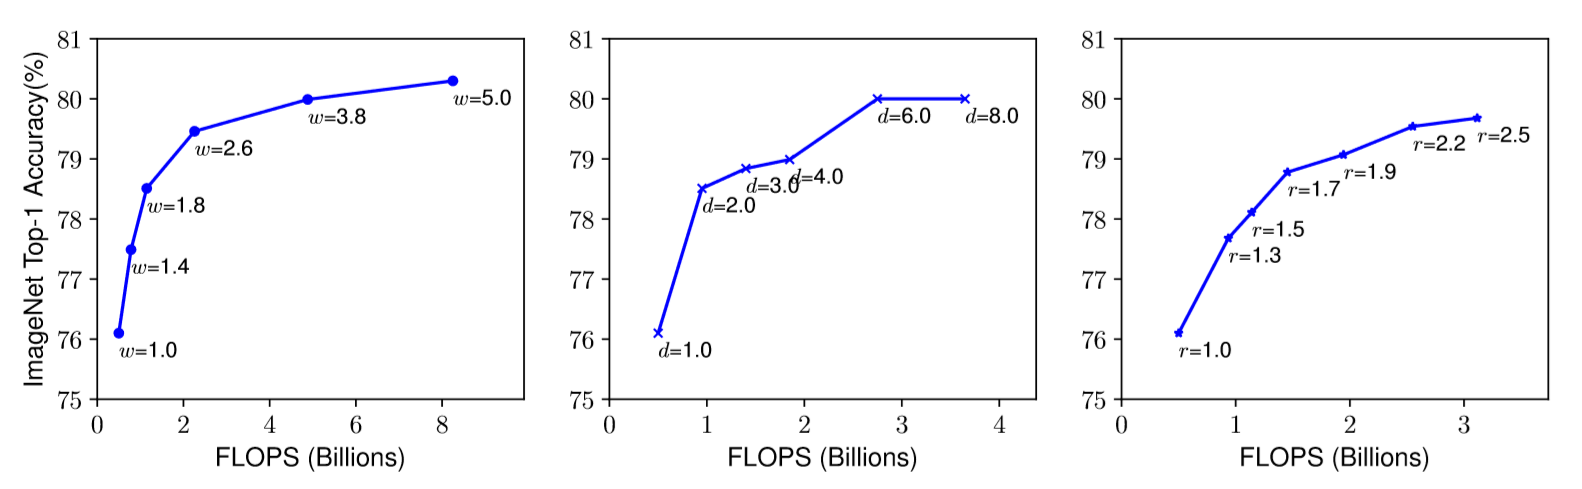 ImageNet Top-1 Accuracy(%)
81
80
79
78
77
76
75
w=1.0
w=1.4
w=1.8
w=2.6
w=3.8
w=5.0
0 2 4 6 8
FLOPS (Billions)
81
80
79
78
77
76
75
d=1.0
d=2.0
d=3.0
d=4.0
d=6.0
d=8.0
0 1 2 3 4
FLOPS (Billions)
81
80
79
78
77
76
75
r=1.0
r=1.3
r=1.5
r=1.7
r=1.9
r=2.2
r=2.5
0 1 2 3
FLOPS (Billions)